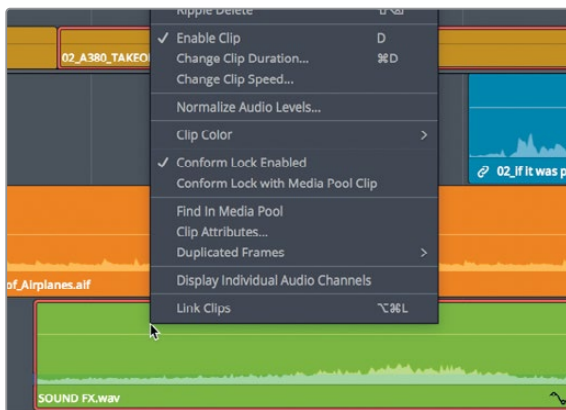 Ripple Delete ⇧⌫
✓ Enable Clip D
02_A380_TAKEO
Change Clip Duration... ⌘D
Change Clip Speed...
Normalize Audio Levels...
Clip Color >
✓ Conform Lock Enabled
02_If it was p
Conform Lock with Media Pool Clip
Find In Media Pool
Clip Attributes...
Duplicated Frames >
Display Individual Audio Channels
of_Airplanes.aif
Link Clips ⌥⌘L
SOUND FX.wav